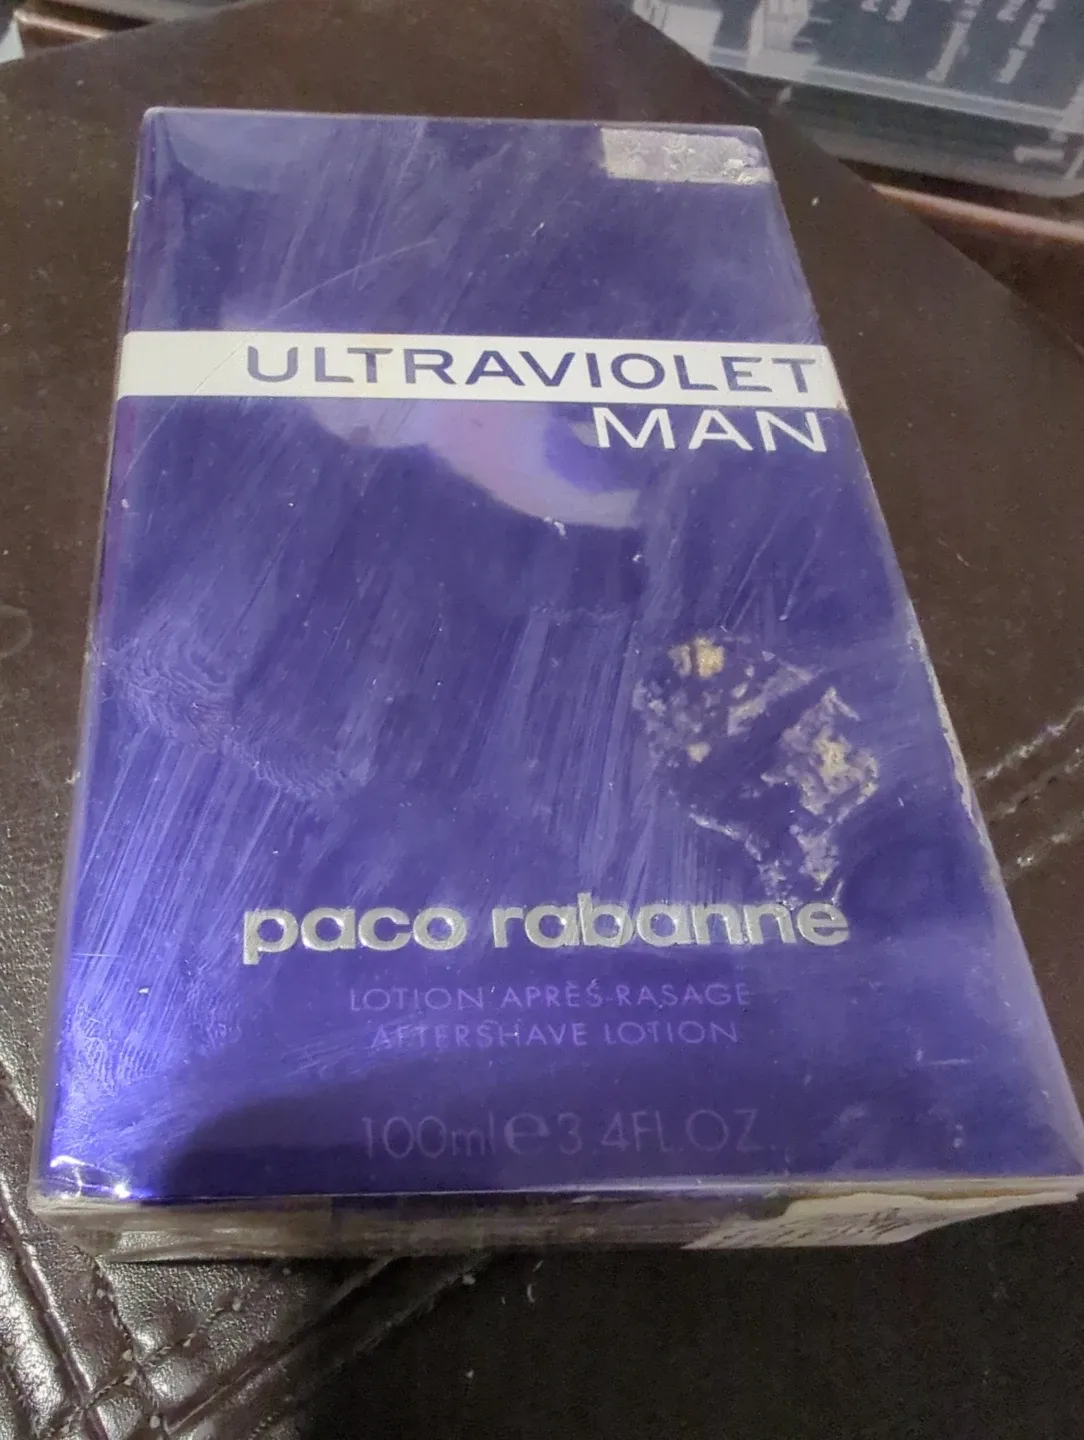 ULTRAVIOLET
MAN
paco rabanne
LOTION APRÈS-RASAGE
AFTERSHAVE LOTION
100ml℮3.4FL.OZ.